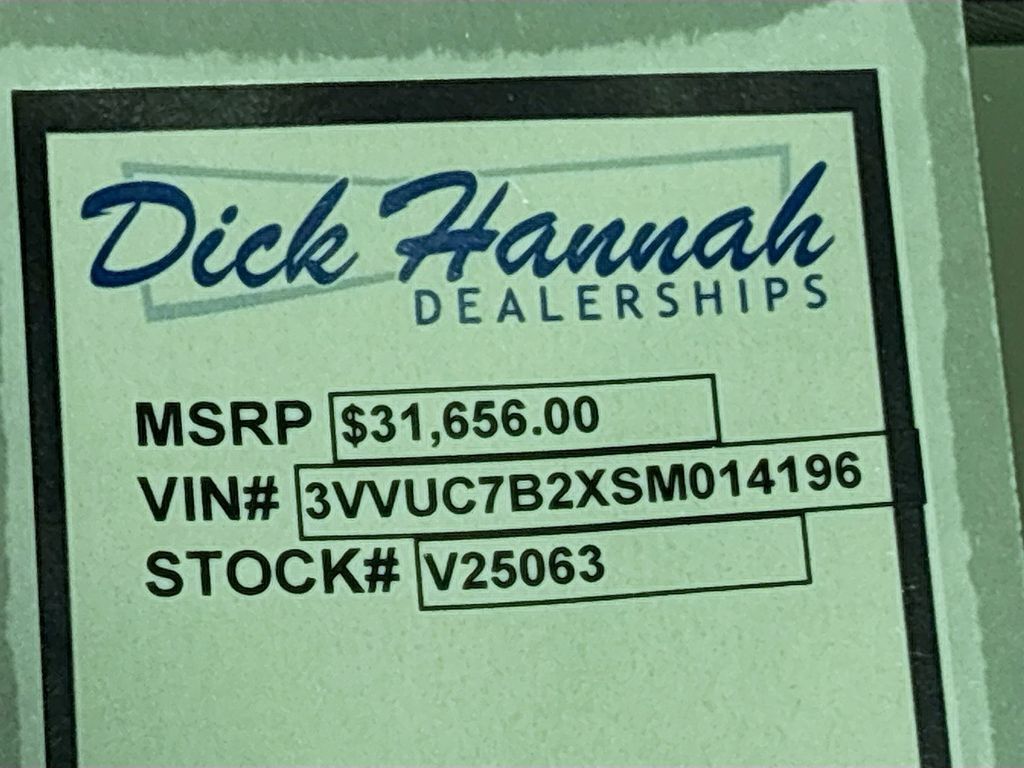 Dick Hannah
DEALERSHIPS
MSRP $31,656.00
VIN# 3VVUC7B2XSM014196
STOCK# V25063